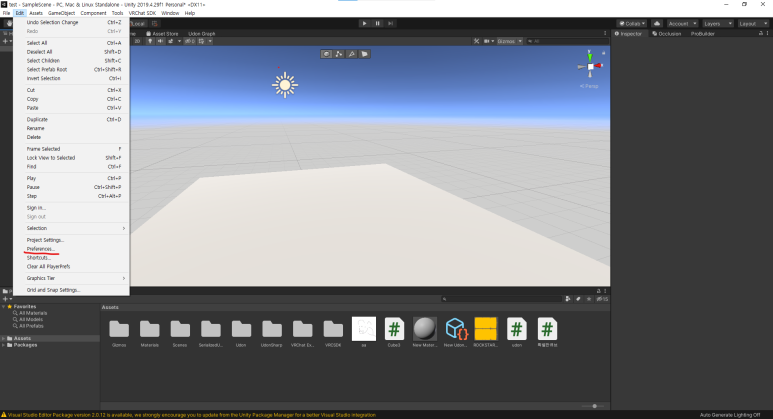 test - SampleScene - PC, Mac & Linux Standalone - Unity 2019.4.29f1 Personal* <DX11>
File Edit Assets GameObject Component Tools VRChat SDK Window Help
Local
Collab Account Layers Layout
Asset Store Udon Graph
Inspector Occlusion ProBuilder
2D 0 Gizmos All
Undo Selection Change Ctrl+Z
Redo Ctrl+Y
Select All Ctrl+A
Deselect All Shift+D
Select Children Shift+C
Select Prefab Root Ctrl+Shift+R
Invert Selection Ctrl+I
Cut Ctrl+X
Copy Ctrl+C
Paste Ctrl+V
Duplicate Ctrl+D
Rename
Delete
Frame Selected F
Lock View to Selected Shift+F
Find Ctrl+F
Play Ctrl+P
Pause Ctrl+Shift+P
Step Ctrl+Alt+P
Sign in...
Sign out
Selection
Project Settings...
Preferences...
Shortcuts...
Clear All PlayerPrefs
Graphics Tier
Grid and Snap Settings...
y
x
Persp
15
Favorites
All Materials
All Models
All Prefabs
Assets
Packages
Assets
Gizmos Materials Scenes SerializedU... Udon UdonSharp VRChat Ex... VRCSDK aa Cube3 New Mater... New Udon... ROCKSTAR... udon
Visual Studio Editor Package version 2.0.12 is available, we strongly encourage you to update from the Unity Package Manager for a better Visual Studio integration
Auto Generate Lighting Off